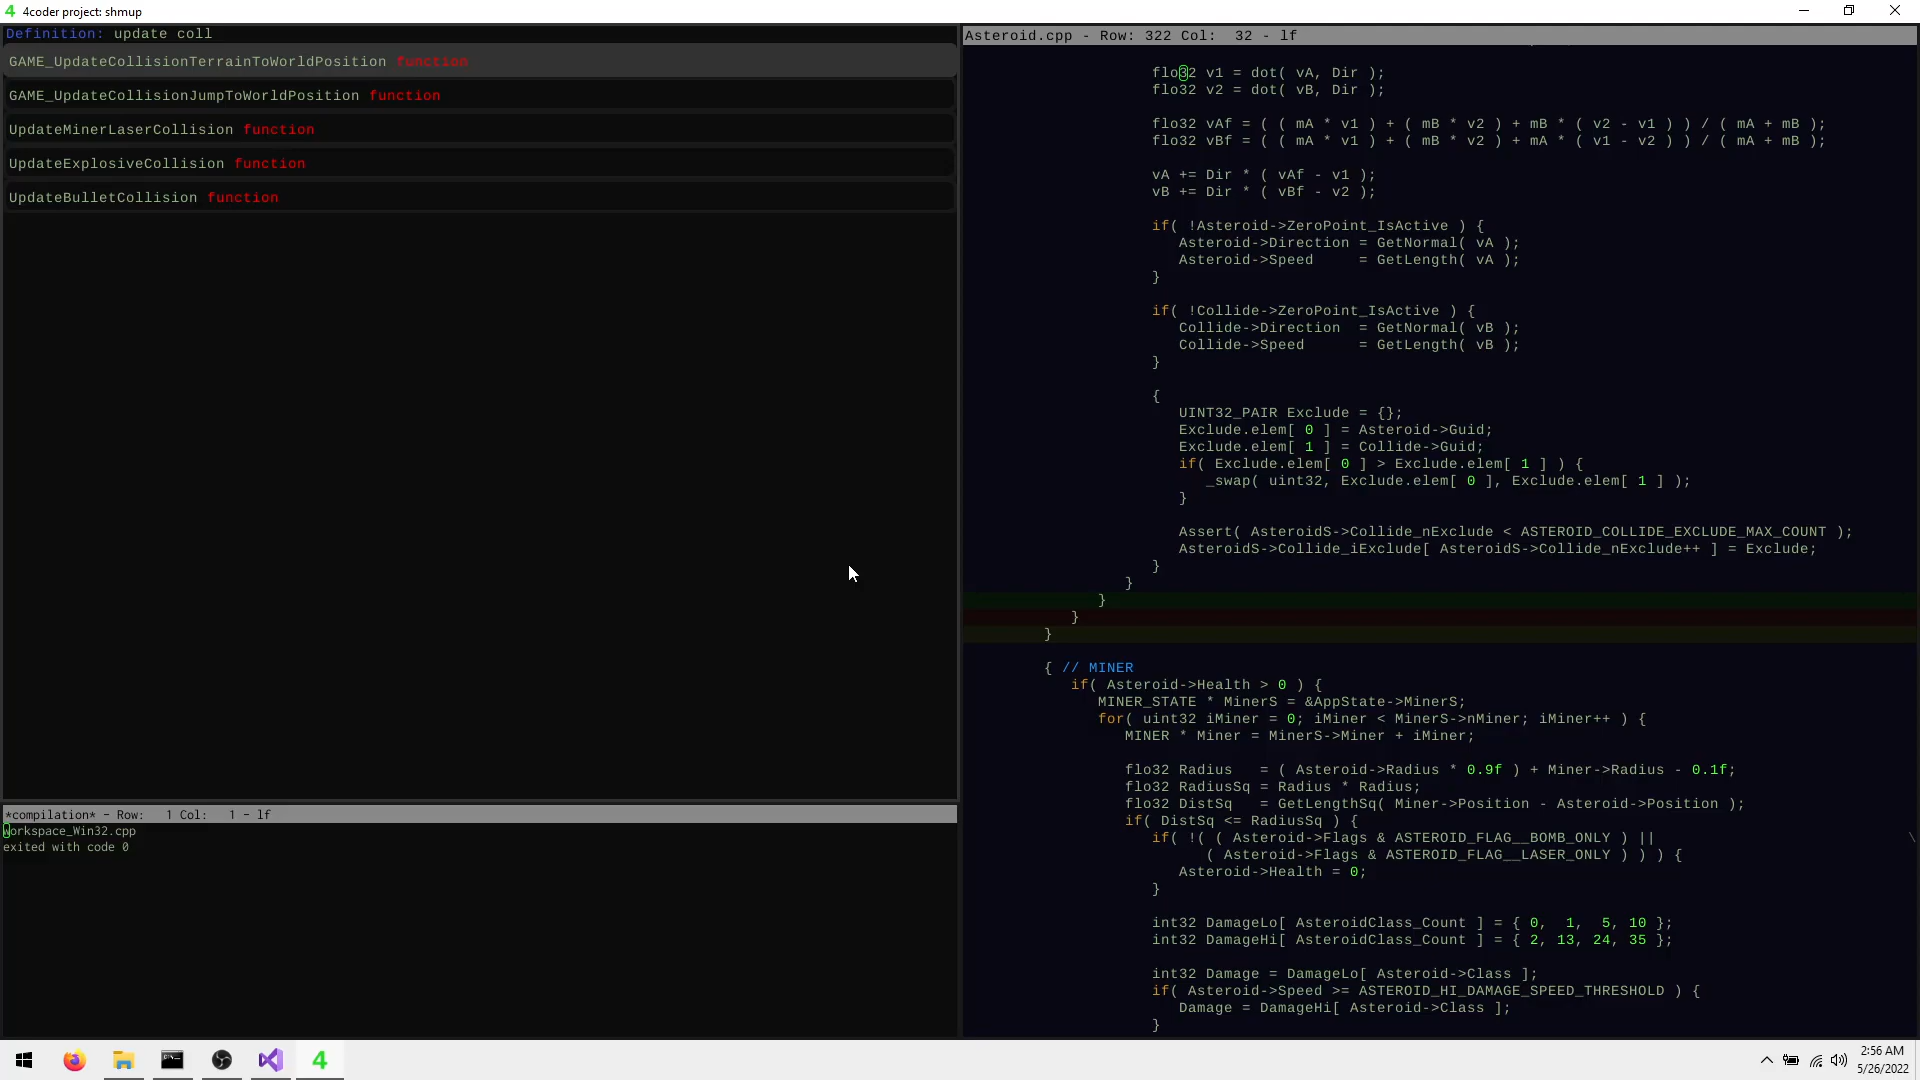 4 4coder project: shmup
Definition: update coll
GAME_UpdateCollisionTerrainToWorldPosition function
GAME_UpdateCollisionJumpToWorldPosition function
UpdateMinerLaserCollision function
UpdateExplosiveCollision function
UpdateBulletCollision function
*compilation* - Row:   1 Col:   1 - lf
workspace_Win32.cpp
exited with code 0
Asteroid.cpp - Row: 322 Col:  32 - lf
flo32 v1 = dot( vA, Dir );
flo32 v2 = dot( vB, Dir );
flo32 vAf = ( ( mA * v1 ) + ( mB * v2 ) + mB * ( v2 - v1 ) ) / ( mA + mB );
flo32 vBf = ( ( mA * v1 ) + ( mB * v2 ) + mA * ( v1 - v2 ) ) / ( mA + mB );
vA += Dir * ( vAf - v1 );
vB += Dir * ( vBf - v2 );
if( !Asteroid->ZeroPoint_IsActive ) {
Asteroid->Direction = GetNormal( vA );
Asteroid->Speed     = GetLength( vA );
}
if( !Collide->ZeroPoint_IsActive ) {
Collide->Direction  = GetNormal( vB );
Collide->Speed      = GetLength( vB );
}
{
UINT32_PAIR Exclude = {};
Exclude.elem[ 0 ] = Asteroid->Guid;
Exclude.elem[ 1 ] = Collide->Guid;
if( Exclude.elem[ 0 ] > Exclude.elem[ 1 ] ) {
_swap( uint32, Exclude.elem[ 0 ], Exclude.elem[ 1 ] );
}
Assert( AsteroidS->Collide_nExclude < ASTEROID_COLLIDE_EXCLUDE_MAX_COUNT );
AsteroidS->Collide_iExclude[ AsteroidS->Collide_nExclude++ ] = Exclude;
}
}
}
}
}
{ // MINER
if( Asteroid->Health > 0 ) {
MINER_STATE * MinerS = &AppState->MinerS;
for( uint32 iMiner = 0; iMiner < MinerS->nMiner; iMiner++ ) {
MINER * Miner = MinerS->Miner + iMiner;
flo32 Radius   = ( Asteroid->Radius * 0.9f ) + Miner->Radius - 0.1f;
flo32 RadiusSq = Radius * Radius;
flo32 DistSq   = GetLengthSq( Miner->Position - Asteroid->Position );
if( DistSq <= RadiusSq ) {
if( !( ( Asteroid->Flags & ASTEROID_FLAG__BOMB_ONLY ) || \
( Asteroid->Flags & ASTEROID_FLAG__LASER_ONLY ) ) ) {
Asteroid->Health = 0;
}
int32 DamageLo[ AsteroidClass_Count ] = { 0,  1,  5, 10 };
int32 DamageHi[ AsteroidClass_Count ] = { 2, 13, 24, 35 };
int32 Damage = DamageLo[ Asteroid->Class ];
if( Asteroid->Speed >= ASTEROID_HI_DAMAGE_SPEED_THRESHOLD ) {
Damage = DamageHi[ Asteroid->Class ];
}
4
2:56 AM
5/26/2022